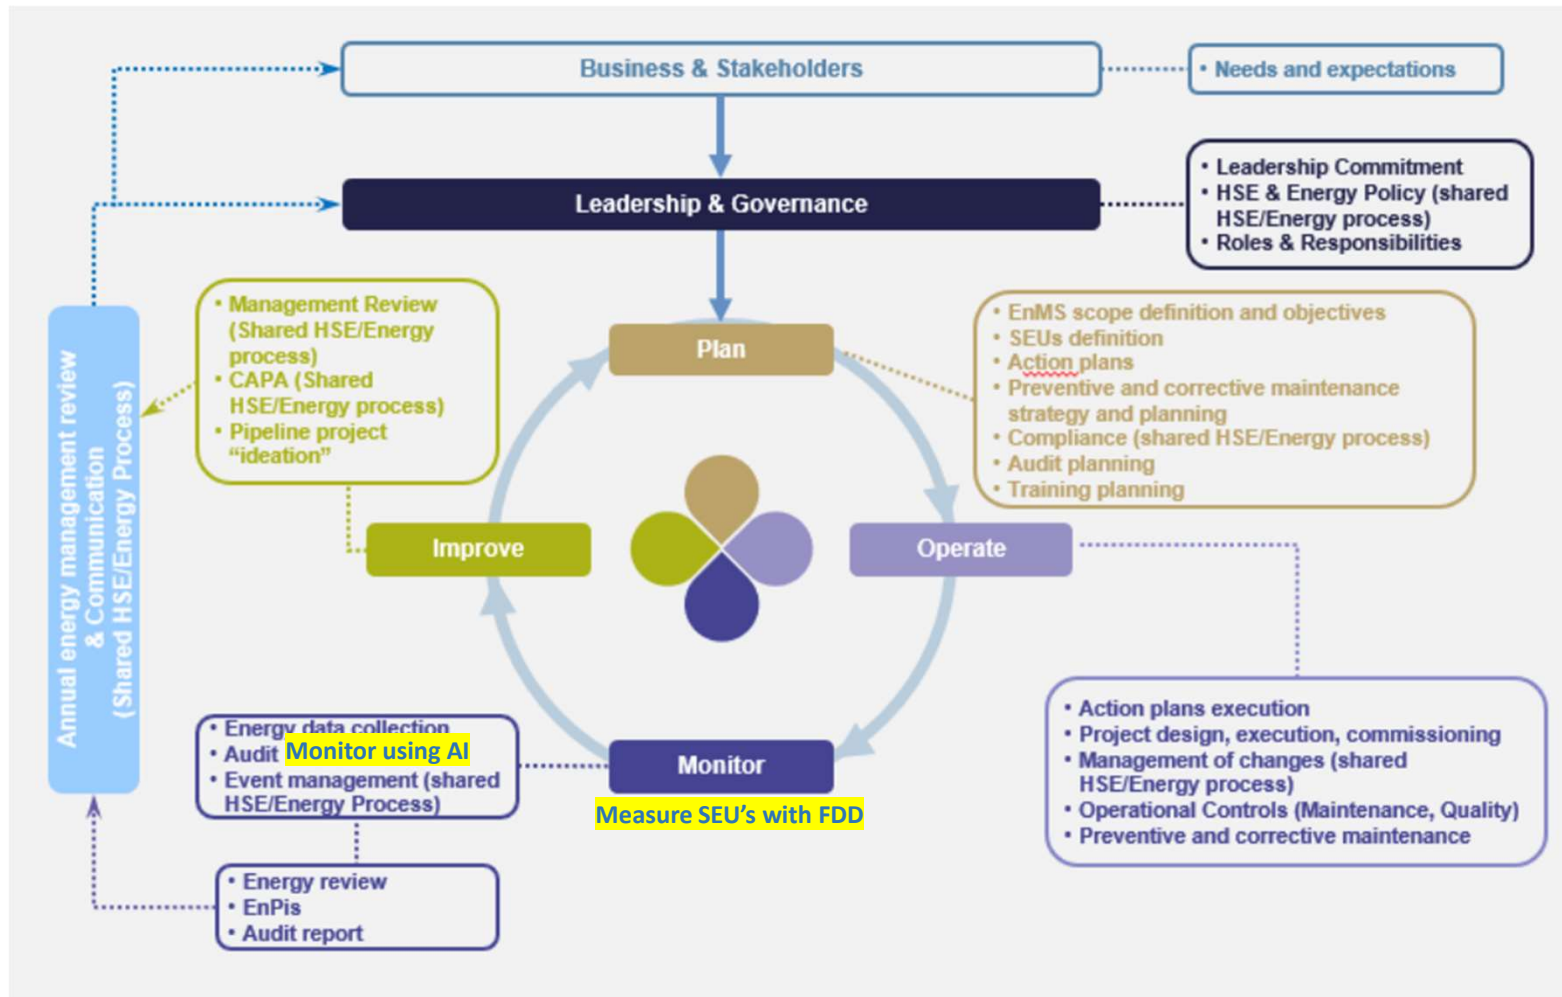 Business & Stakeholders
• Needs and expectations
Leadership & Governance
• Leadership Commitment
• HSE & Energy Policy (shared
HSE/Energy process)
• Roles & Responsibilities
• Management Review
(Shared HSE/Energy
process)
• CAPA (Shared
HSE/Energy process)
• Pipeline project
“ideation”
Plan
• EnMS scope definition and objectives
• SEUs definition
• Action plans
• Preventive and corrective maintenance
strategy and planning
• Compliance (shared HSE/Energy process)
• Audit planning
• Training planning
Annual energy management review
& Communication
(Shared HSE/Energy Process)
Improve
Operate
• Action plans execution
• Project design, execution, commissioning
• Management of changes (shared
HSE/Energy process)
• Operational Controls (Maintenance, Quality)
• Preventive and corrective maintenance
Monitor
Measure SEU’s with FDD
• Energy data collection
• Audit
Monitor using AI
• Event management (shared
HSE/Energy Process)
• Energy review
• EnPis
• Audit report